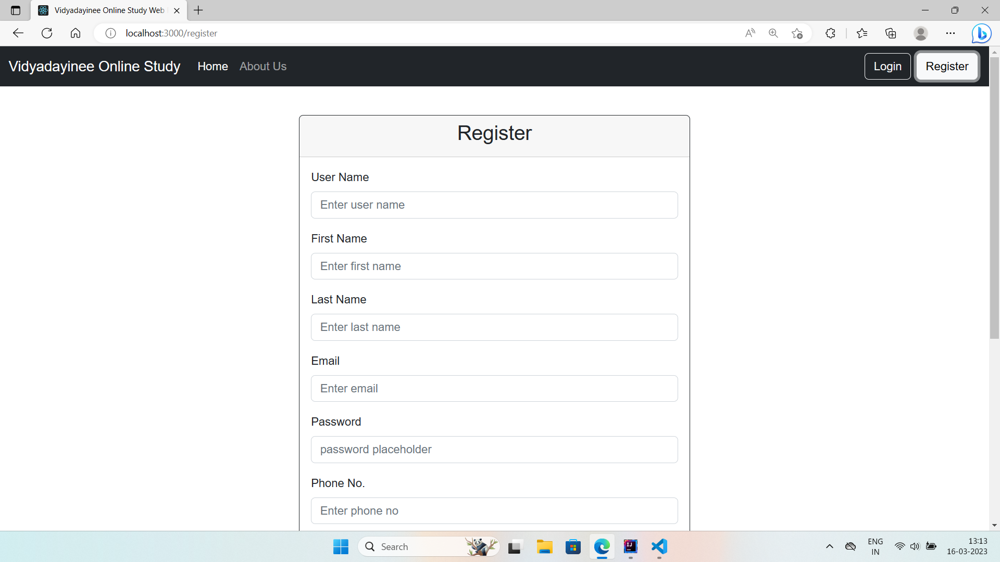 Vidyadayinee Online Study Web
localhost:3000/register
Vidyadayinee Online Study Home About Us Login Register
Register
User Name
Enter user name
First Name
Enter first name
Last Name
Enter last name
Email
Enter email
Password
password placeholder
Phone No.
Enter phone no
Search
ENG
IN
13:13
16-03-2023